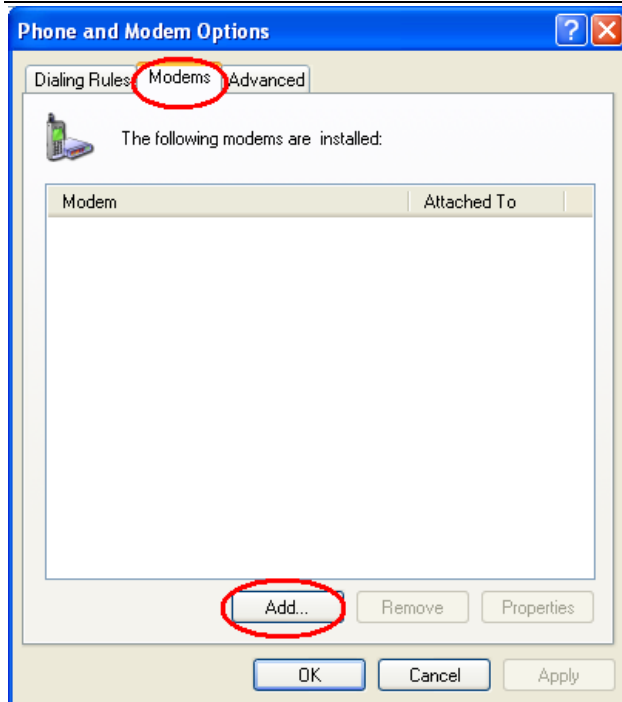 Phone and Modem Options
Dialing Rules Modems Advanced
The following modems are installed:
Modem Attached To
Add... Remove Properties
OK Cancel Apply